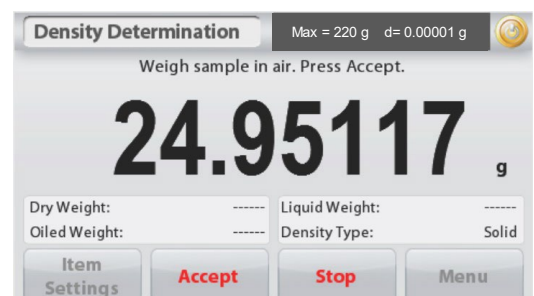 Density Determination Max = 220 g d= 0.00001 g
Weigh sample in air. Press Accept.
24.95117 g
Dry Weight: ------ Liquid Weight: ------
Oiled Weight: ------ Density Type: Solid
Item Settings Accept Stop Menu